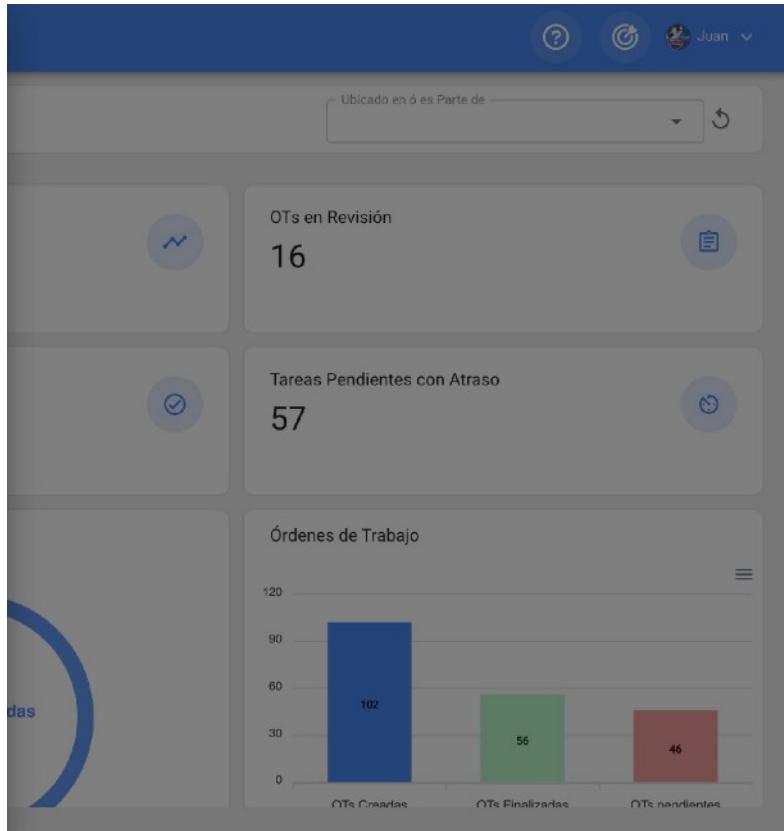 Juan
Ubicado en ó es Parte de
OTs en Revisión
16
Tareas Pendientes con Atraso
57
das
Órdenes de Trabajo
120
90
60
30
0
102
56
46
OTs Creadas
OTs Finalizadas
OTs pendientes